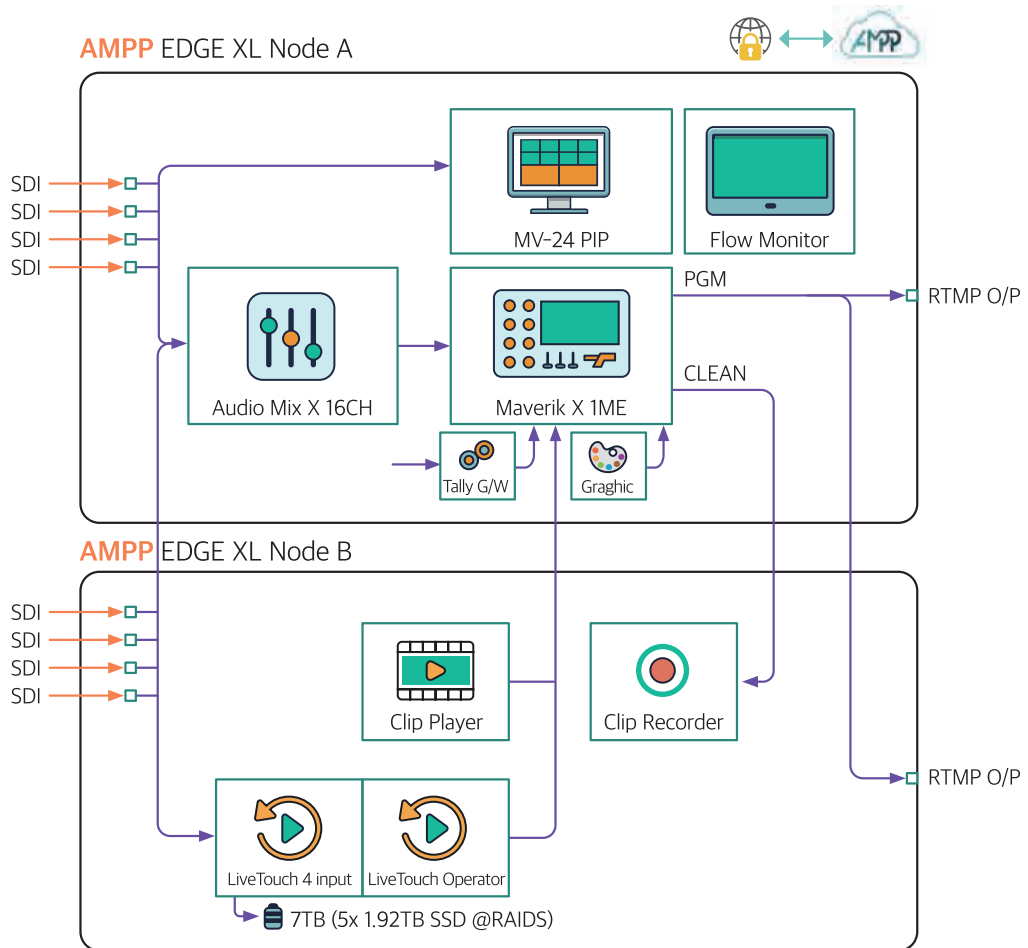 AMPP EDGE XL Node A
AMPP
SDI
SDI
SDI
SDI
MV-24 PIP
Flow Monitor
PGM
RTMP O/P
CLEAN
Audio Mix X 16CH
Maverik X 1ME
Tally G/W
Graghic
AMPP EDGE XL Node B
SDI
SDI
SDI
SDI
Clip Player
Clip Recorder
RTMP O/P
LiveTouch 4 input
LiveTouch Operator
7TB (5x 1.92TB SSD @RAIDS)